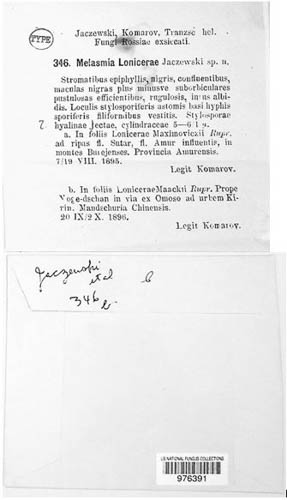 TYPE
Jaczewski, Komarov, Tranzschel.
Fungi Rossiae exsiccati.
346. Melasmia Lonicerae Jaczewski sp. n.
Stromatibus epiphyllis, nigris, confluentibus,
maculas nigras plus minusve suborbiculares
pustulosas efficientibus, rugulosis, intus albi-
dis. Loculis stylosporiferis astomis basi hyphis
sporiferis filiformibus vestitis. Stylosporae
hyalinae rectae, cylindraceae 5—6
a. In foliis Lonicerae Maximoviczii Rupr.
ad ripas fl. Sutar, fl. Amur influentis, in
montes Burejenses. Provincia Amurensis.
7/19 VIII. 1895.
Legit Komarov.
b. In foliis LoniceraeMaackii Rupr. Prope
dschan in via ex Omoso ad urbem Ki-
rin. Mandschuria Chinensis.
20 IX/2 X. 1896.
Legit Komarov.
Jaczewski
et al
b
346
b
US NATIONAL FUNGUS COLLECTIONS
976391